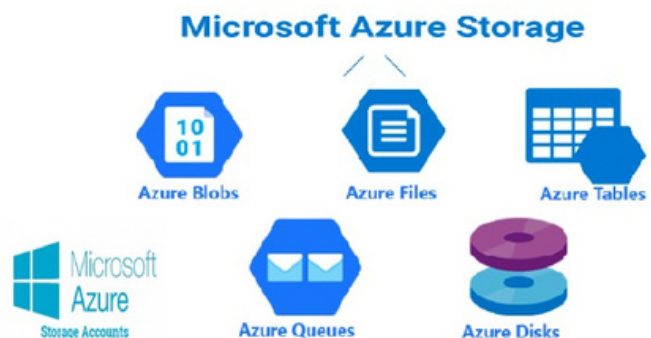 Microsoft Azure Storage
10
01
Azure Blobs
Azure Files
Azure Tables
Microsoft
Azure
Storage Accounts
Azure Queues
Azure Disks